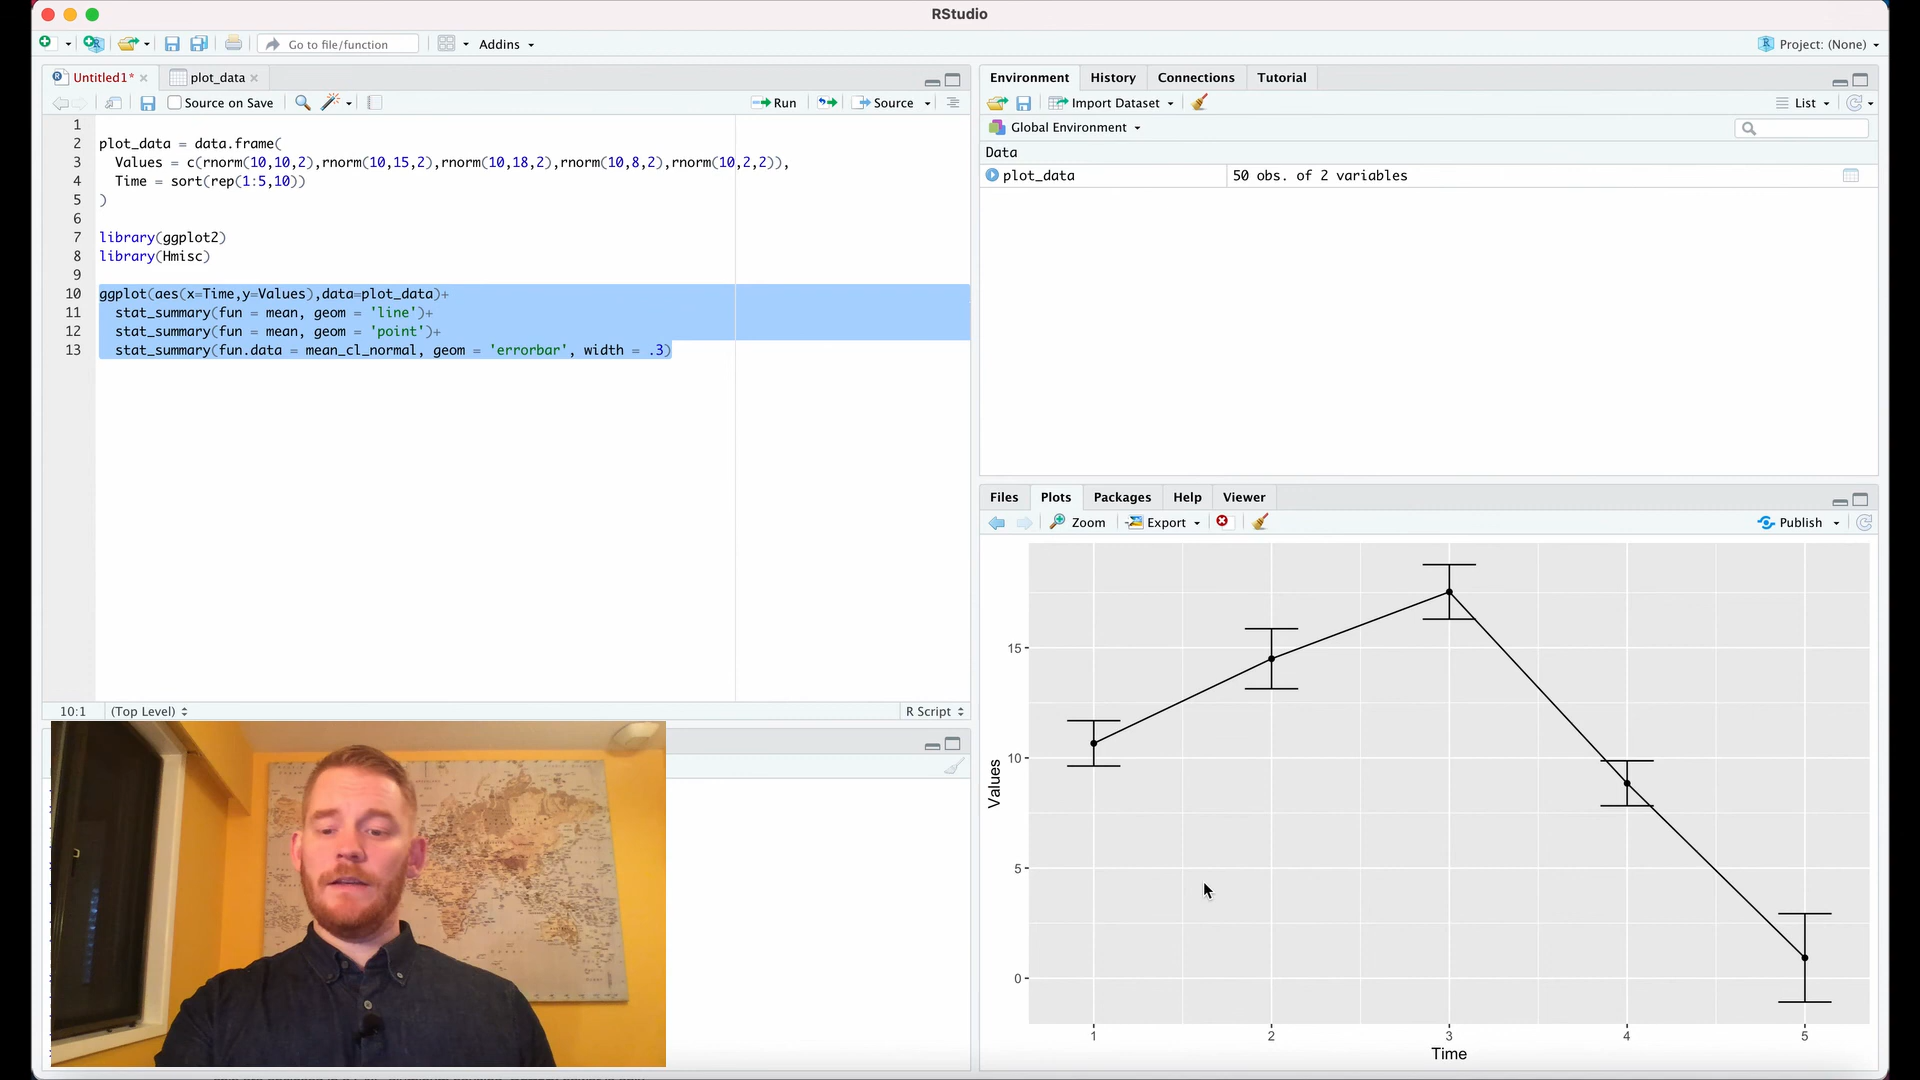 RStudio
Go to file/function
Addins
Project: (None)
Untitled1*
plot_data
Source on Save
Run
Source
1
2 plot_data = data.frame(
3 Values = c(rnorm(10,10,2),rnorm(10,15,2),rnorm(10,18,2),rnorm(10,8,2),rnorm(10,2,2)),
4 Time = sort(rep(1:5,10))
5 )
6
7 library(ggplot2)
8 library(Hmisc)
9
10 ggplot(aes(x=Time,y=Values),data=plot_data)+
11 stat_summary(fun = mean, geom = 'line')+
12 stat_summary(fun = mean, geom = 'point')+
13 stat_summary(fun.data = mean_cl_normal, geom = 'errorbar', width = .3)
10:1 (Top Level) R Script
Environment History Connections Tutorial
Import Dataset
List
Global Environment
Data
plot_data 50 obs. of 2 variables
Files Plots Packages Help Viewer
Zoom Export
Publish
Values
15
10
5
0
1 2 3 4 5
Time